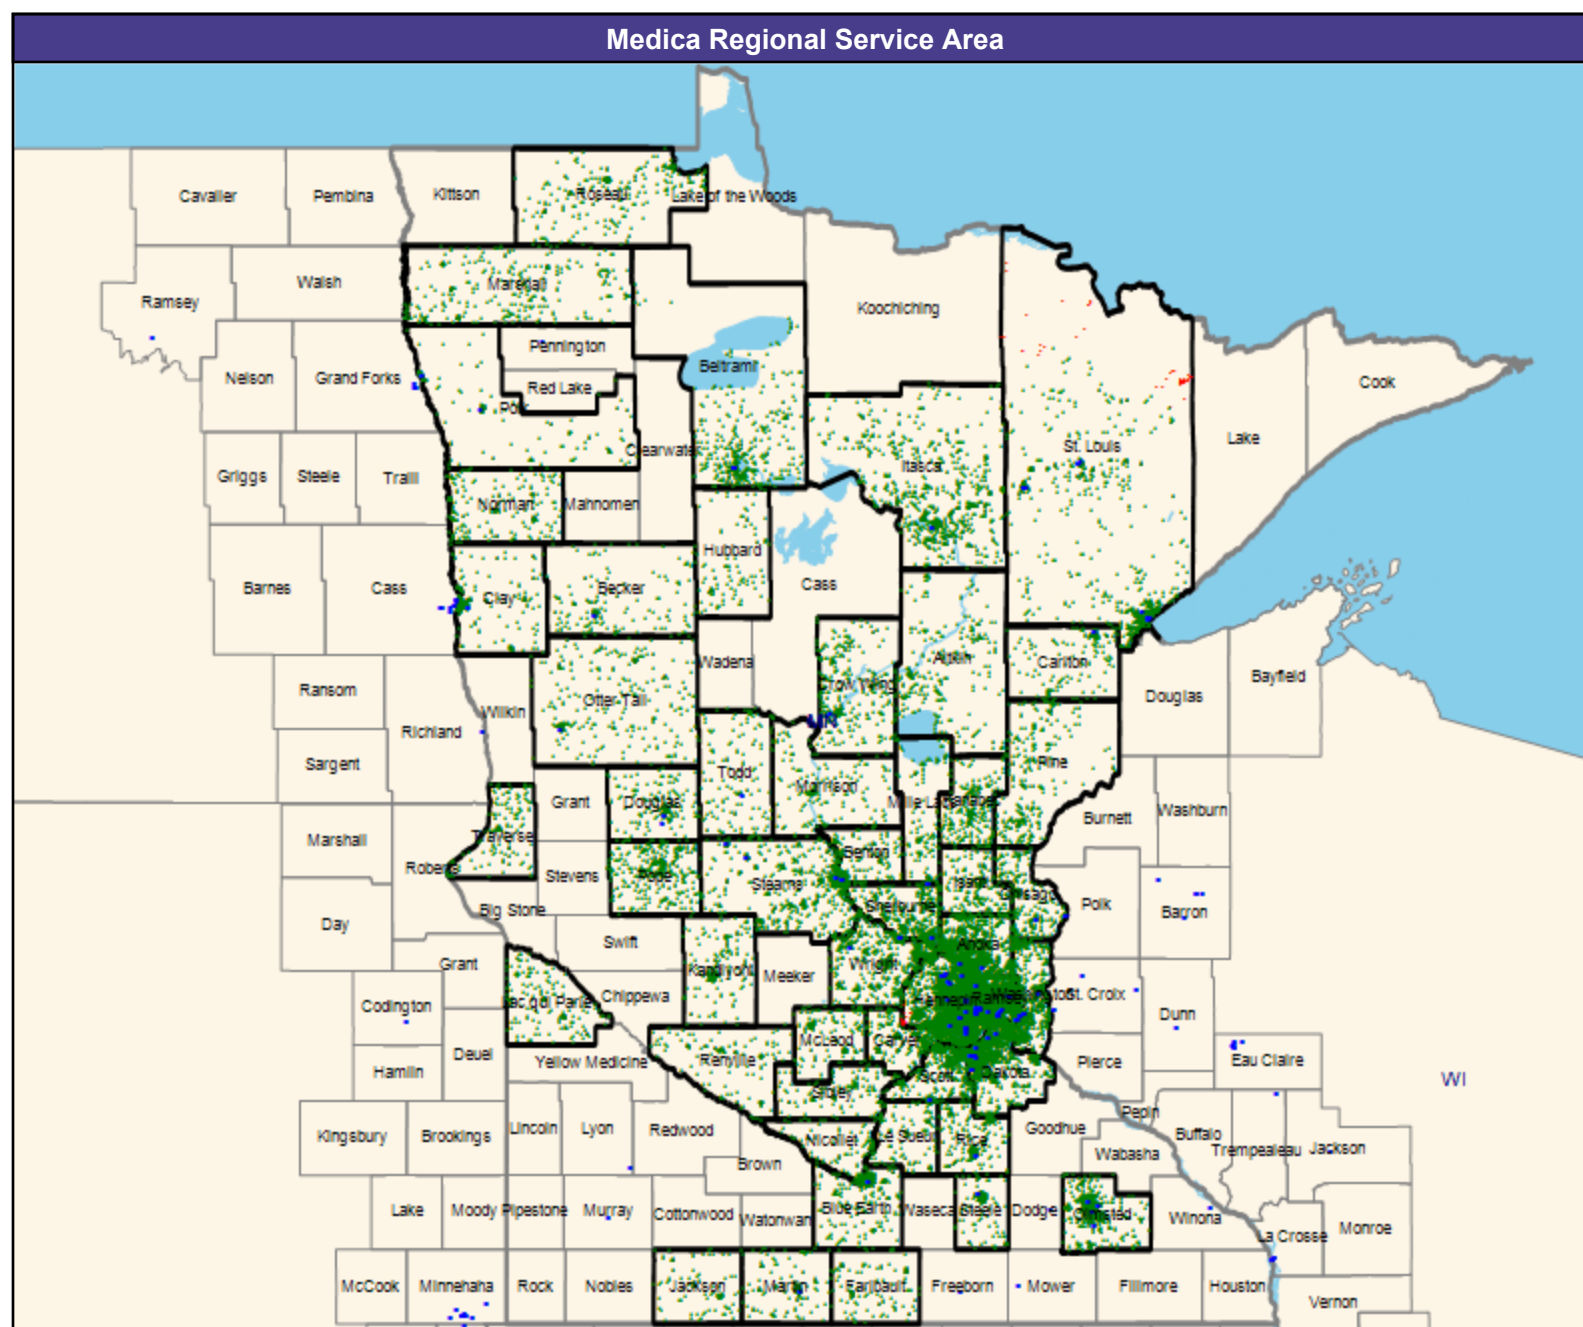 Medica Regional Service Area
Cavalier
Pembina
Kittson
Roseau
Lake of the Woods
Walsh
Marshall
Ramsey
Koochiching
Pennington
Nelson
Grand Forks
Beltrami
Red Lake
Cook
Polk
Lake
Clearwater
St. Louis
Itasca
Griggs
Steele
Traill
Norman
Mahnomen
Hubbard
Barnes
Cass
Clay
Becker
Cass
Wadena
Aitkin
Carlton
Ransom
Otter Tail
Crow Wing
Bayfield
Douglas
Wilkin
MN
Richland
Sargent
Todd
Pine
Morrison
Grant
Douglas
Mille Lacs
Kanabec
Washburn
Burnett
Marshall
Traverse
Benton
Roberts
Stevens
Pope
Stearns
Isanti
Chisago
Sherburne
Polk
Barron
Big Stone
Day
Swift
Anoka
Grant
Kandiyohi
Meeker
Wright
Chippewa
Lac qui Parle
Hennepin
Ramsey
Washington
St. Croix
Codington
Dunn
McLeod
Carver
Deuel
Yellow Medicine
Renville
Pierce
Eau Claire
Hamlin
Scott
Dakota
WI
Sibley
Pepin
Kingsbury
Brookings
Lincoln
Lyon
Redwood
Nicollet
Le Sueur
Rice
Goodhue
Buffalo
Trempealeau
Jackson
Wabasha
Brown
Lake
Moody
Pipestone
Murray
Cottonwood
Watonwan
Blue Earth
Waseca
Steele
Dodge
Olmsted
Winona
La Crosse
Monroe
McCook
Minnehaha
Rock
Nobles
Jackson
Martin
Faribault
Freeborn
Mower
Fillmore
Houston
Vernon